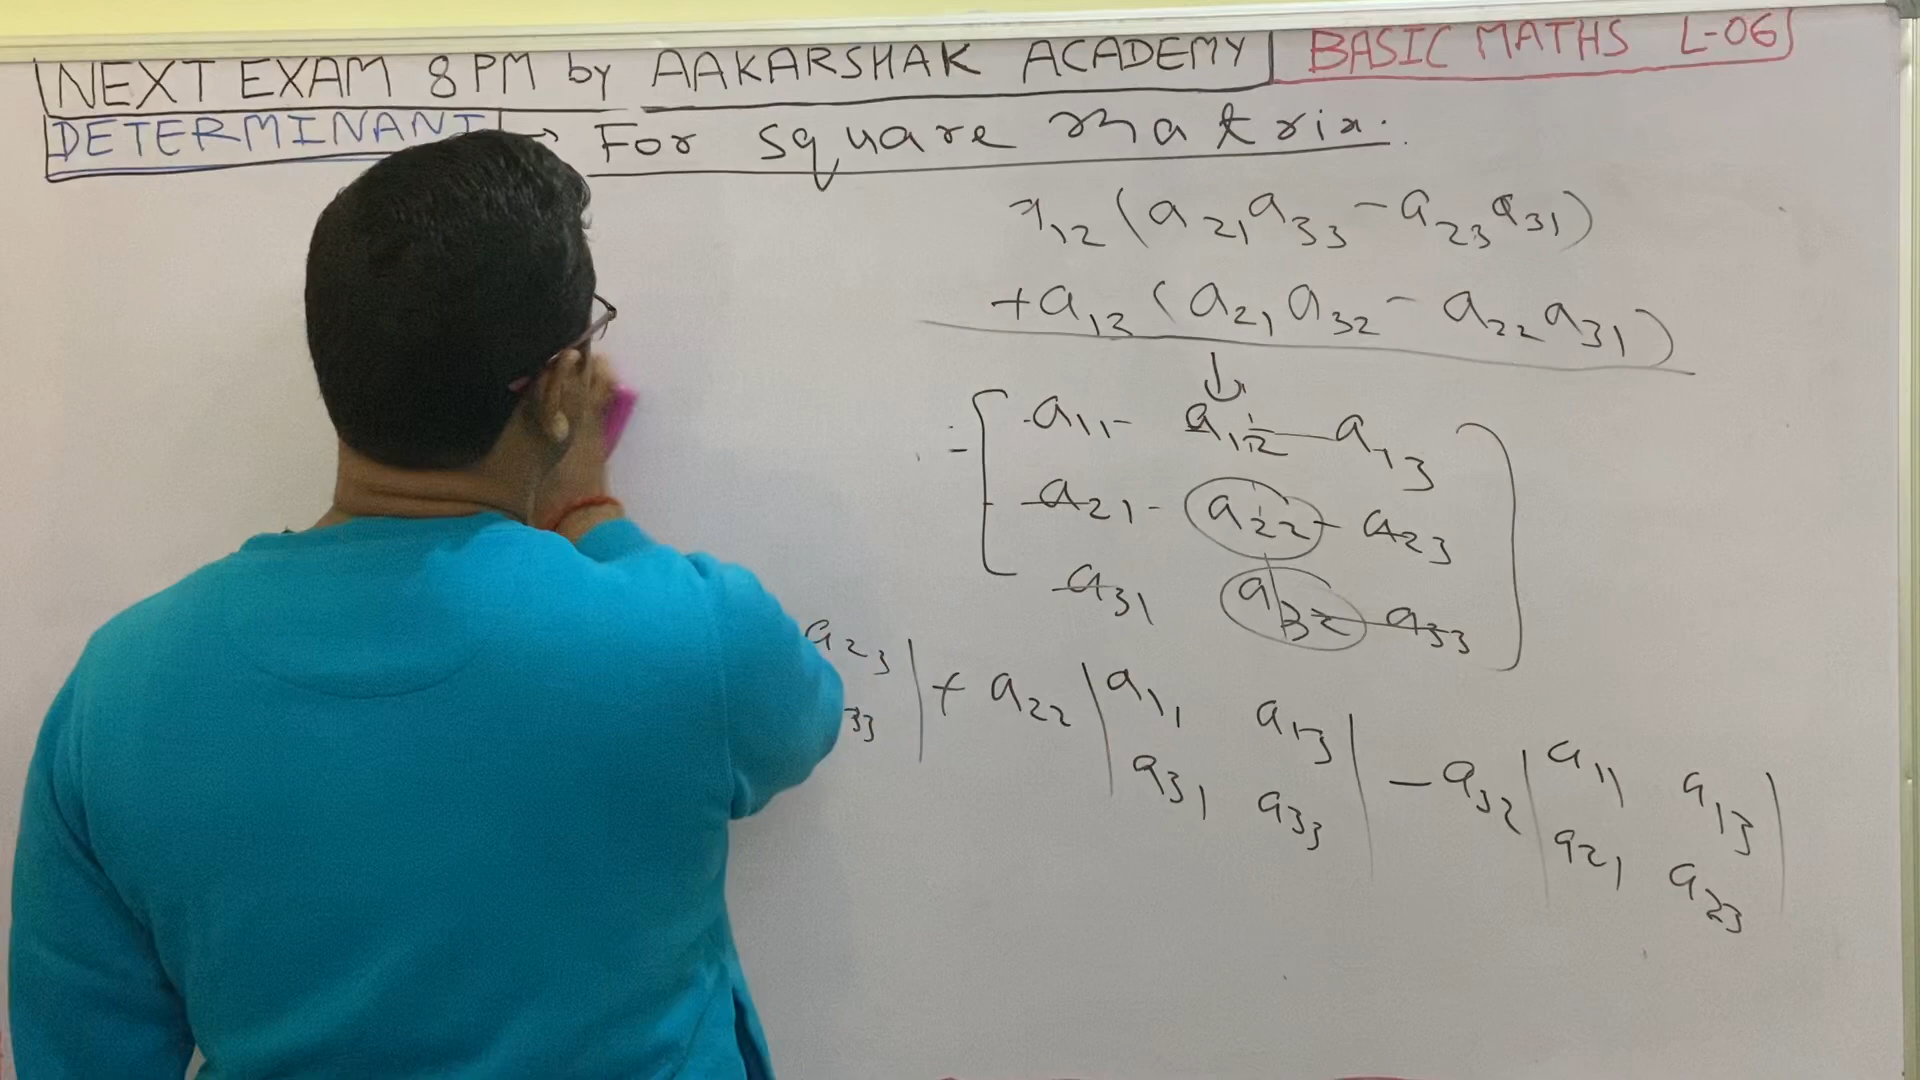 NEXT EXAM 8 PM by AAKARSHAK ACADEMY | BASIC MATHS L-06
DETERMINANT → For square matrix.
a₁₂ (a₂₁a₃₃ - a₂₃a₃₁)
+ a₁₃ (a₂₁a₃₂ - a₂₂a₃₁)
a₁₁ a₁₂ a₁₃
a₂₁ a₂₂ a₂₃
a₃₁ a₃₂ a₃₃
a₂₃ | + a₂₂ | a₁₁ a₁₃ | - a₃₂ | a₁₁ a₁₃ |
₃₃ | | a₃₁ a₃₃ | | a₂₁ a₂₃ |